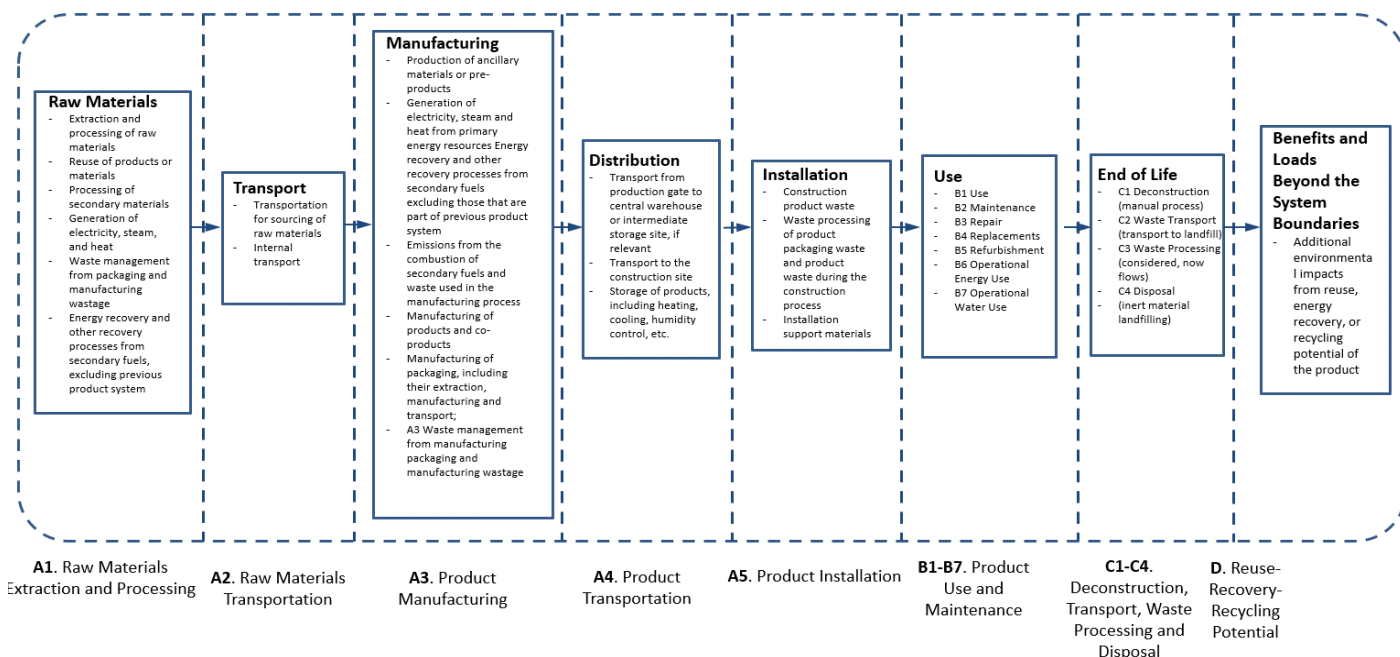 Raw Materials
- Extraction and
processing of raw
materials
- Reuse of products or
materials
- Processing of
secondary materials
- Generation of
electricity, steam,
and heat
- Waste management
from packaging and
manufacturing
wastage
- Energy recovery and
other recovery
processes from
secondary fuels,
excluding previous
product system
Transport
- Transportation
for sourcing of
raw materials
- Internal
transport
Manufacturing
- Production of ancillary
materials or pre-
products
- Generation of
electricity, steam and
heat from primary
energy resources Energy
recovery and other
recovery processes from
secondary fuels
excluding those that are
part of previous product
system
- Emissions from the
combustion of
secondary fuels and
waste used in the
manufacturing process
- Manufacturing of
products and co-
products
- Manufacturing of
packaging, including
their extraction,
manufacturing and
transport;
- A3 Waste management
from manufacturing
packaging and
manufacturing wastage
Distribution
- Transport from
production gate to
central warehouse
or intermediate
storage site, if
relevant
- Transport to the
construction site
- Storage of products,
including heating,
cooling, humidity
control, etc.
Installation
- Construction
product waste
- Waste processing
of product
packaging waste
and product
waste during the
construction
process
- Installation
support materials
Use
- B1 Use
- B2 Maintenance
- B3 Repair
- B4 Replacements
- B5 Refurbishment
- B6 Operational
Energy Use
- B7 Operational
Water Use
End of Life
- C1 Deconstruction
(manual process)
- C2 Waste Transport
(transport to landfill)
- C3 Waste Processing
(considered, now
flows)
- C4 Disposal
- (inert material
landfilling)
Benefits and
Loads
Beyond the
System
Boundaries
- Additional
environmenta
l impacts
from reuse,
energy
recovery, or
recycling
potential of
the product
A1. Raw Materials
Extraction and Processing
A2. Raw Materials
Transportation
A3. Product
Manufacturing
A4. Product
Transportation
A5. Product Installation
B1-B7. Product
Use and
Maintenance
C1-C4.
Deconstruction,
Transport, Waste
Processing and
Disposal
D. Reuse-
Recovery-
Recycling
Potential